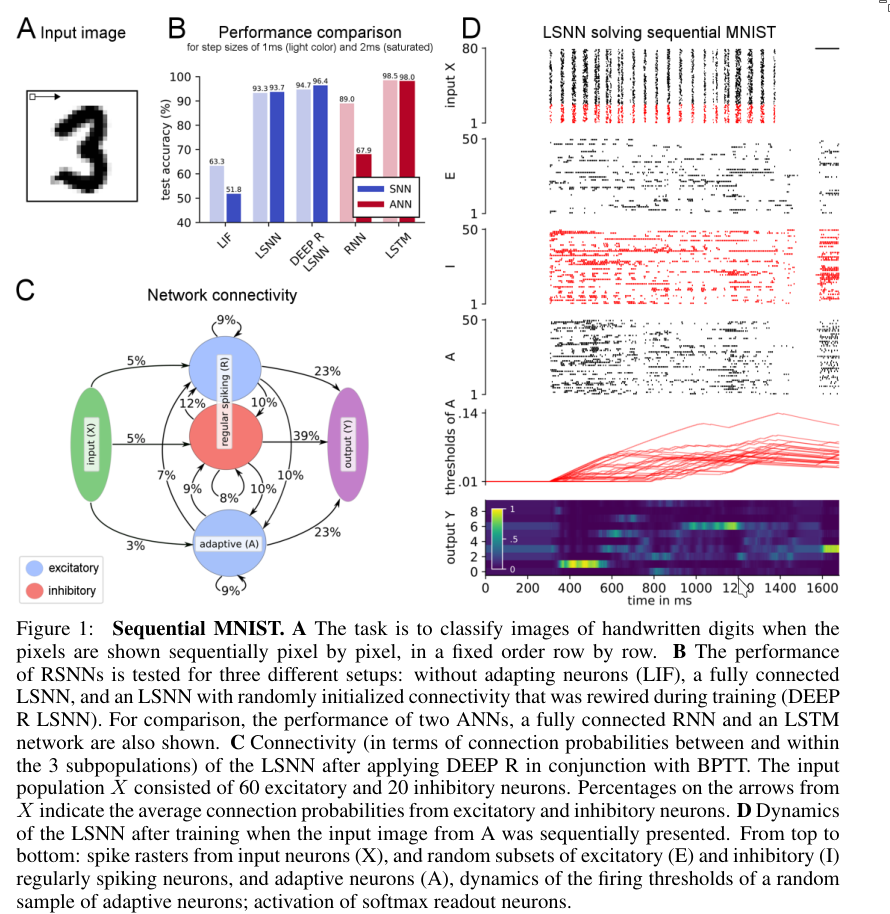 A Input image
B Performance comparison
for step sizes of 1ms (light color) and 2ms (saturated)
test accuracy (%)
100
90
80
70
60
50
40
63.3
51.8
93.3
93.7
94.7
96.4
89.0
67.9
98.5
98.0
SNN
ANN
LIF
LSNN
DEEP R
LSNN
RNN
LSTM
C Network connectivity
9%
5%
23%
12%
10%
regular spiking (R)
input (X)
5%
39%
output (Y)
7%
9%
8%
10%
10%
3%
adaptive (A)
23%
9%
excitatory
inhibitory
D LSNN solving sequential MNIST
80
input X
1
50
E
1
50
I
1
50
A
1
.14
thresholds of A
.01
output Y
8
6
4
2
0
1
.5
0
0 200 400 600 800 1000 1200 1400 1600
time in ms
Figure 1: Sequential MNIST. A The task is to classify images of handwritten digits when the
pixels are shown sequentially pixel by pixel, in a fixed order row by row. B The performance
of RSNNs is tested for three different setups: without adapting neurons (LIF), a fully connected
LSNN, and an LSNN with randomly initialized connectivity that was rewired during training (DEEP
R LSNN). For comparison, the performance of two ANNs, a fully connected RNN and an LSTM
network are also shown. C Connectivity (in terms of connection probabilities between and within
the 3 subpopulations) of the LSNN after applying DEEP R in conjunction with BPTT. The input
population X consisted of 60 excitatory and 20 inhibitory neurons. Percentages on the arrows from
X indicate the average connection probabilities from excitatory and inhibitory neurons. D Dynamics
of the LSNN after training when the input image from A was sequentially presented. From top to
bottom: spike rasters from input neurons (X), and random subsets of excitatory (E) and inhibitory (I)
regularly spiking neurons, and adaptive neurons (A), dynamics of the firing thresholds of a random
sample of adaptive neurons; activation of softmax readout neurons.